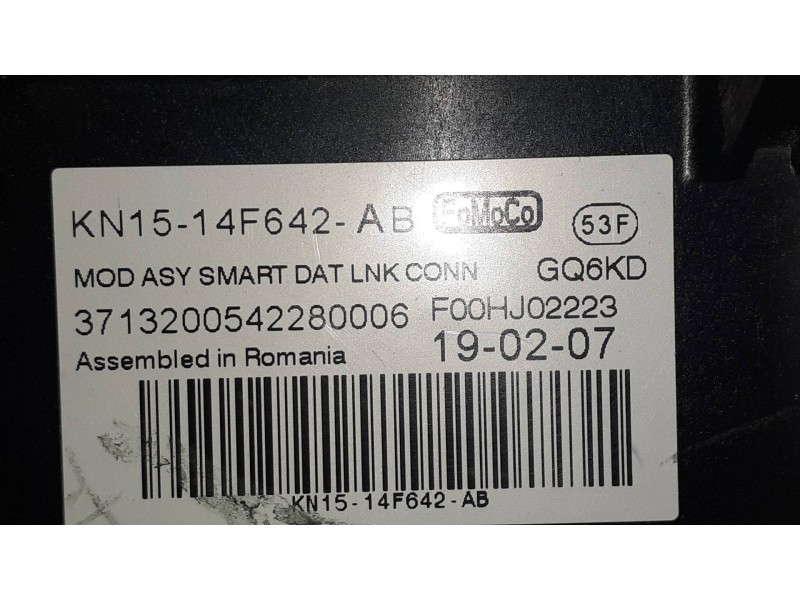 KN15-14F642-AB FoMoCo 53F
MOD ASY SMART DAT LNK CONN GQ6KD
3713200542280006 F00HJ02223
Assembled in Romania 19-02-07
KN15-14F642-AB